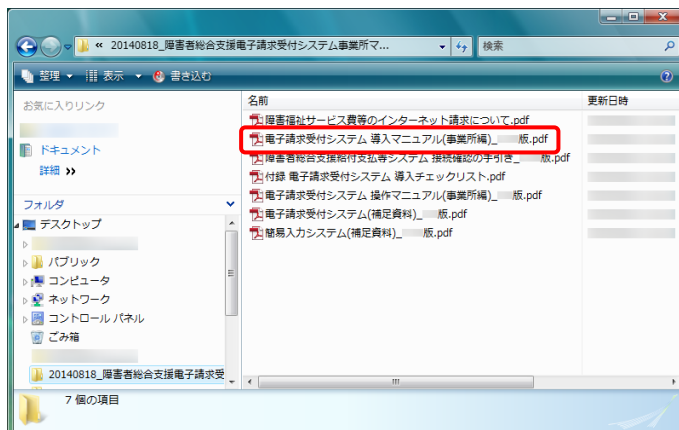 « 20140818_障害者総合支援電子請求受付システム事業所マ...
検索
整理 表示 書き込む
お気に入りリンク
ドキュメント
詳細 »
フォルダ
デスクトップ
パブリック
コンピュータ
ネットワーク
コントロール パネル
ごみ箱
20140818_障害者総合支援電子請求受
名前 更新日時
障害福祉サービス費等のインターネット請求について.pdf
電子請求受付システム 導入マニュアル(事業所編)_ 版.pdf
障害者総合支援給付支払等システム 接続確認の手引き_ 版.pdf
付録 電子請求受付システム 導入チェックリスト.pdf
電子請求受付システム 操作マニュアル(事業所編)_ 版.pdf
電子請求受付システム(補足資料)_ 版.pdf
簡易入力システム(補足資料)_ 版.pdf
7 個の項目